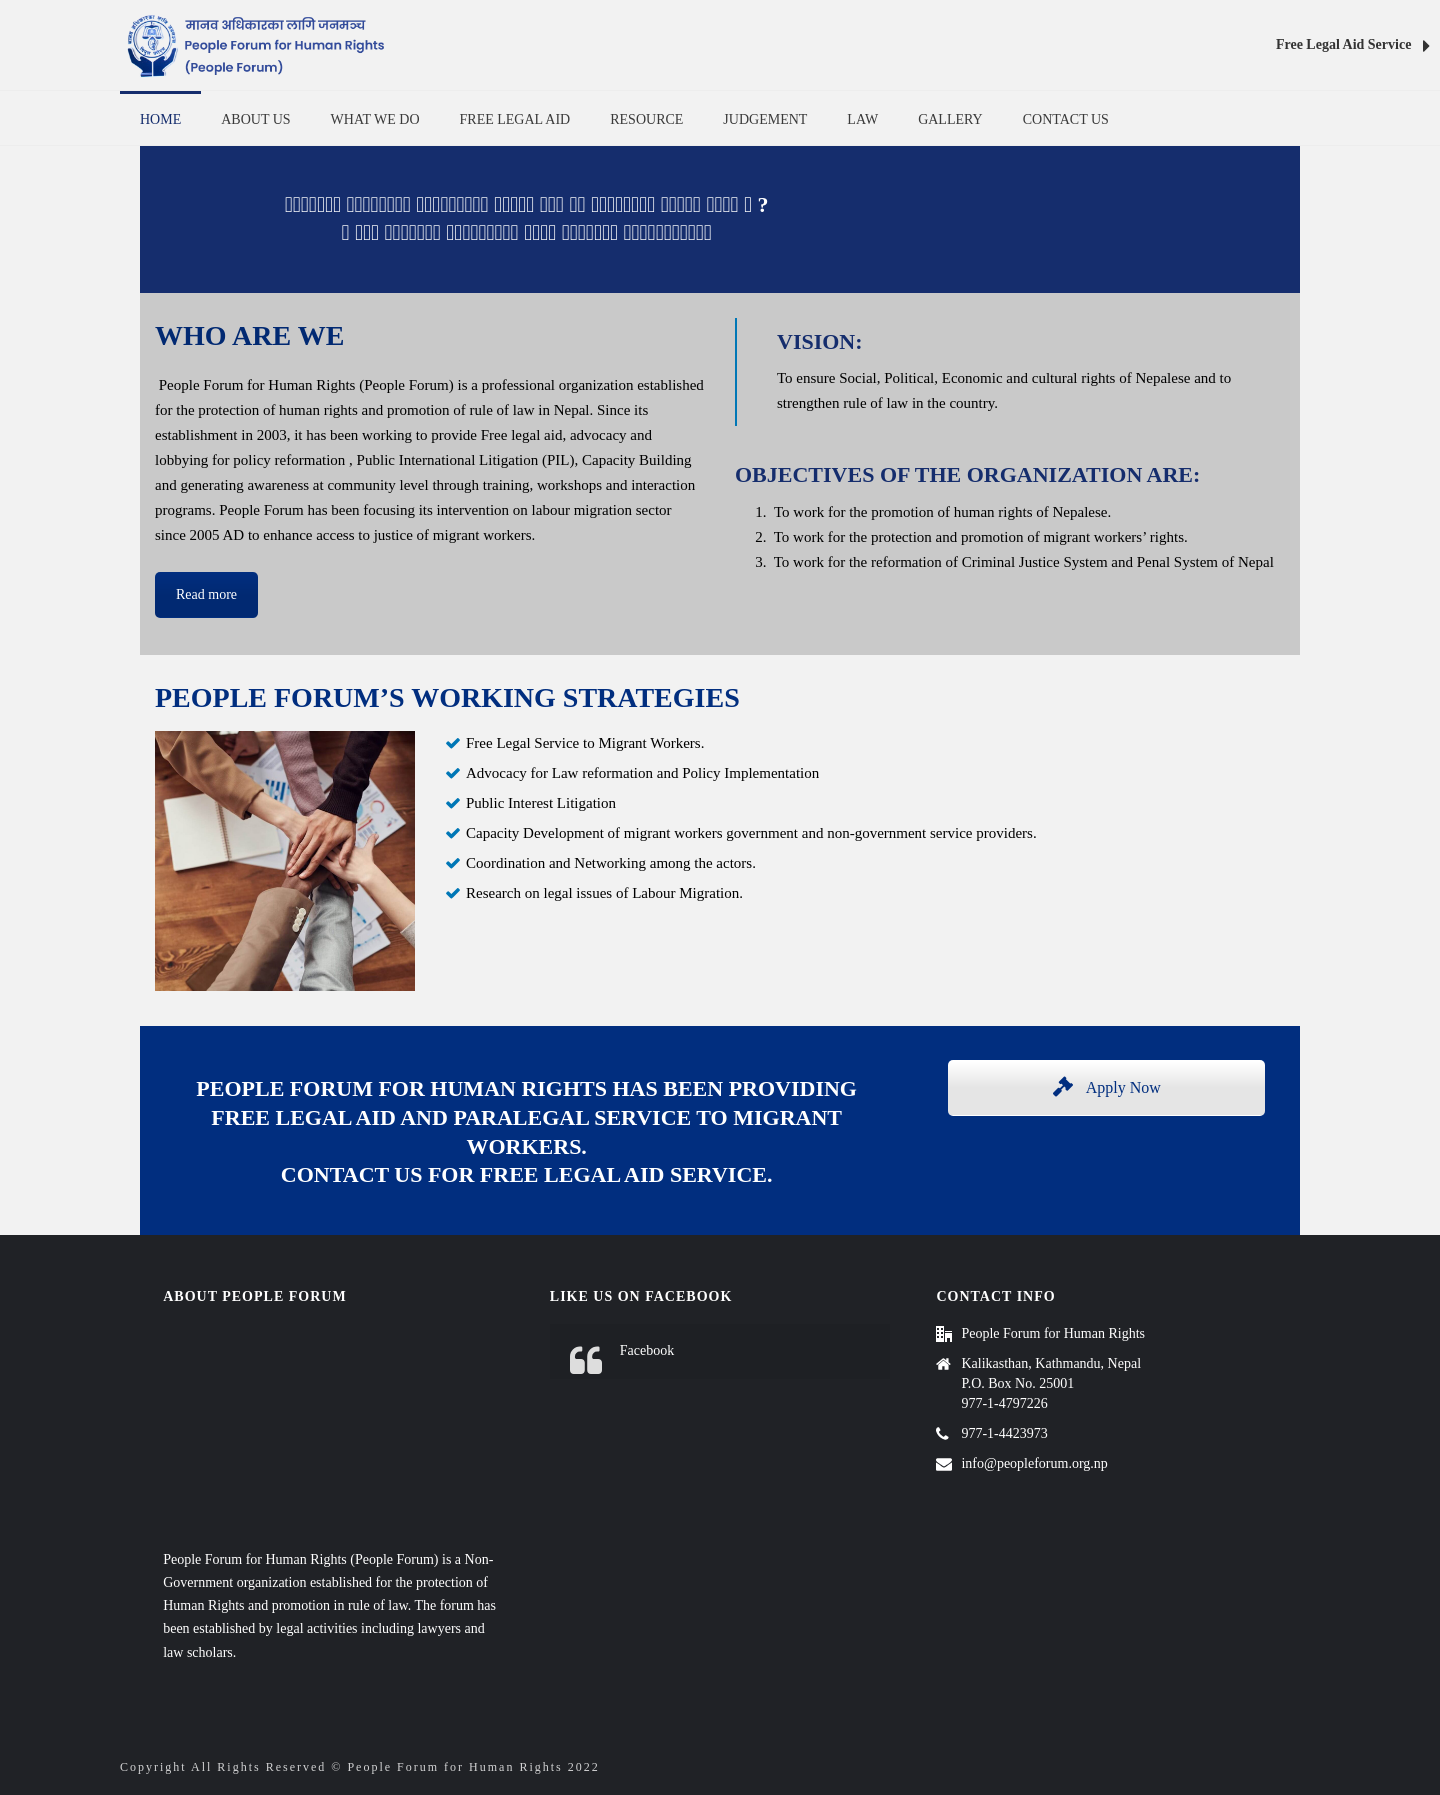 मानव अधिकारका लागि जनमञ्च
People Forum for Human Rights
(People Forum)
Free Legal Aid Service
HOME ABOUT US WHAT WE DO FREE LEGAL AID RESOURCE JUDGEMENT LAW GALLERY CONTACT US
WHO ARE WE
People Forum for Human Rights (People Forum) is a professional organization established
for the protection of human rights and promotion of rule of law in Nepal. Since its
establishment in 2003, it has been working to provide Free legal aid, advocacy and
lobbying for policy reformation , Public International Litigation (PIL), Capacity Building
and generating awareness at community level through training, workshops and interaction
programs. People Forum has been focusing its intervention on labour migration sector
since 2005 AD to enhance access to justice of migrant workers.
Read more
VISION:
To ensure Social, Political, Economic and cultural rights of Nepalese and to
strengthen rule of law in the country.
OBJECTIVES OF THE ORGANIZATION ARE:
1. To work for the promotion of human rights of Nepalese.
2. To work for the protection and promotion of migrant workers’ rights.
3. To work for the reformation of Criminal Justice System and Penal System of Nepal
PEOPLE FORUM’S WORKING STRATEGIES
Free Legal Service to Migrant Workers.
Advocacy for Law reformation and Policy Implementation
Public Interest Litigation
Capacity Development of migrant workers government and non-government service providers.
Coordination and Networking among the actors.
Research on legal issues of Labour Migration.
PEOPLE FORUM FOR HUMAN RIGHTS HAS BEEN PROVIDING
FREE LEGAL AID AND PARALEGAL SERVICE TO MIGRANT
WORKERS.
CONTACT US FOR FREE LEGAL AID SERVICE.
Apply Now
ABOUT PEOPLE FORUM
People Forum for Human Rights (People Forum) is a Non-
Government organization established for the protection of
Human Rights and promotion in rule of law. The forum has
been established by legal activities including lawyers and
law scholars.
LIKE US ON FACEBOOK
Facebook
CONTACT INFO
People Forum for Human Rights
Kalikasthan, Kathmandu, Nepal
P.O. Box No. 25001
977-1-4797226
977-1-4423973
info@peopleforum.org.np
Copyright All Rights Reserved © People Forum for Human Rights 2022